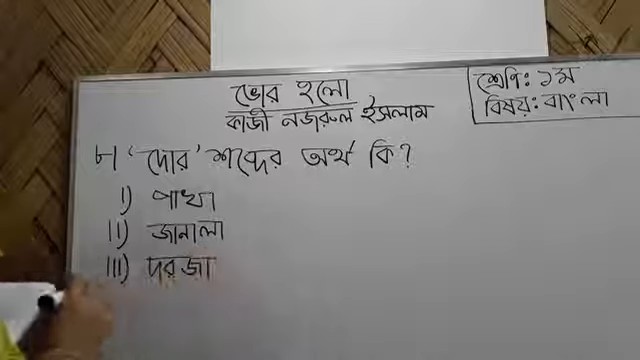 ভোর হলো
কাজী নজরুল ইসলাম
শ্রেণি: ১ম
বিষয়: বাংলা
৮। 'দোর' শব্দের অর্থ কি?
I) পাখা
II) জানালা
III) দরজা